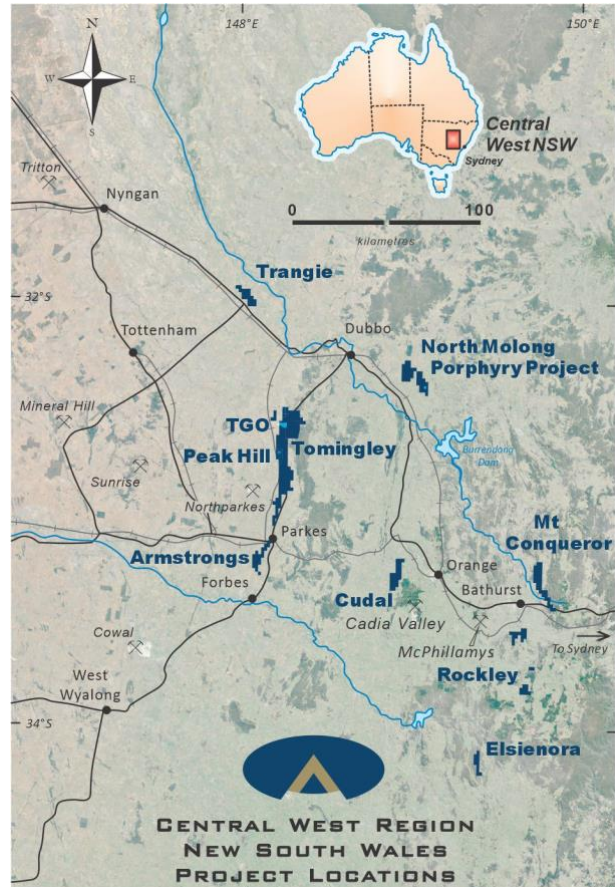 148°E
150°E
N
W
E
S
Central
West NSW
Sydney
0
100
kilometres
Tritton
Nyngan
Trangie
32°S
Tottenham
Dubbo
North Molong
Porphyry Project
Mineral Hill
TGO
Peak Hill
Tomingley
Burrendong
Dam
Sunrise
Northparkes
Parkes
Mt
Conqueror
Armstrongs
Orange
Forbes
Cudal
Bathurst
Cadia Valley
Cowal
McPhillamys
To Sydney
West
Wyalong
Rockley
34°S
Elsienora
CENTRAL WEST REGION
NEW SOUTH WALES
PROJECT LOCATIONS